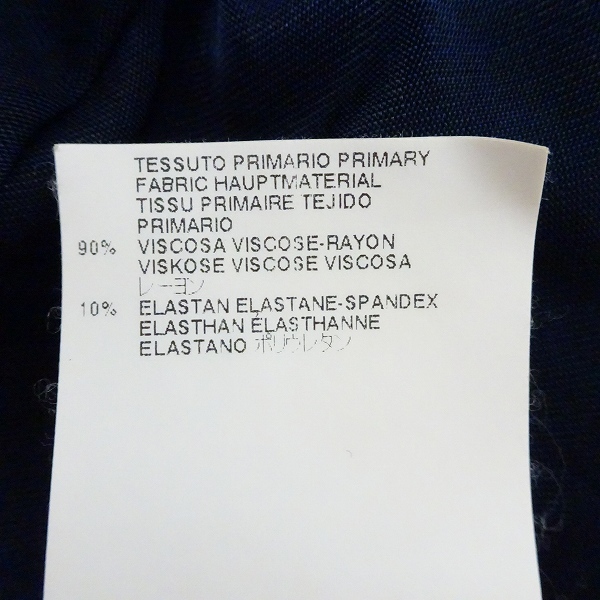 TESSUTO PRIMARIO PRIMARY
FABRIC HAUPTMATERIAL
TISSU PRIMAIRE TEJIDO
PRIMARIO
90% VISCOSA VISCOSE-RAYON
VISKOSE VISCOSE VISCOSA
レーヨン
10% ELASTAN ELASTANE-SPANDEX
ELASTHAN ÉLASTHANNE
ELASTANO ポリウレタン